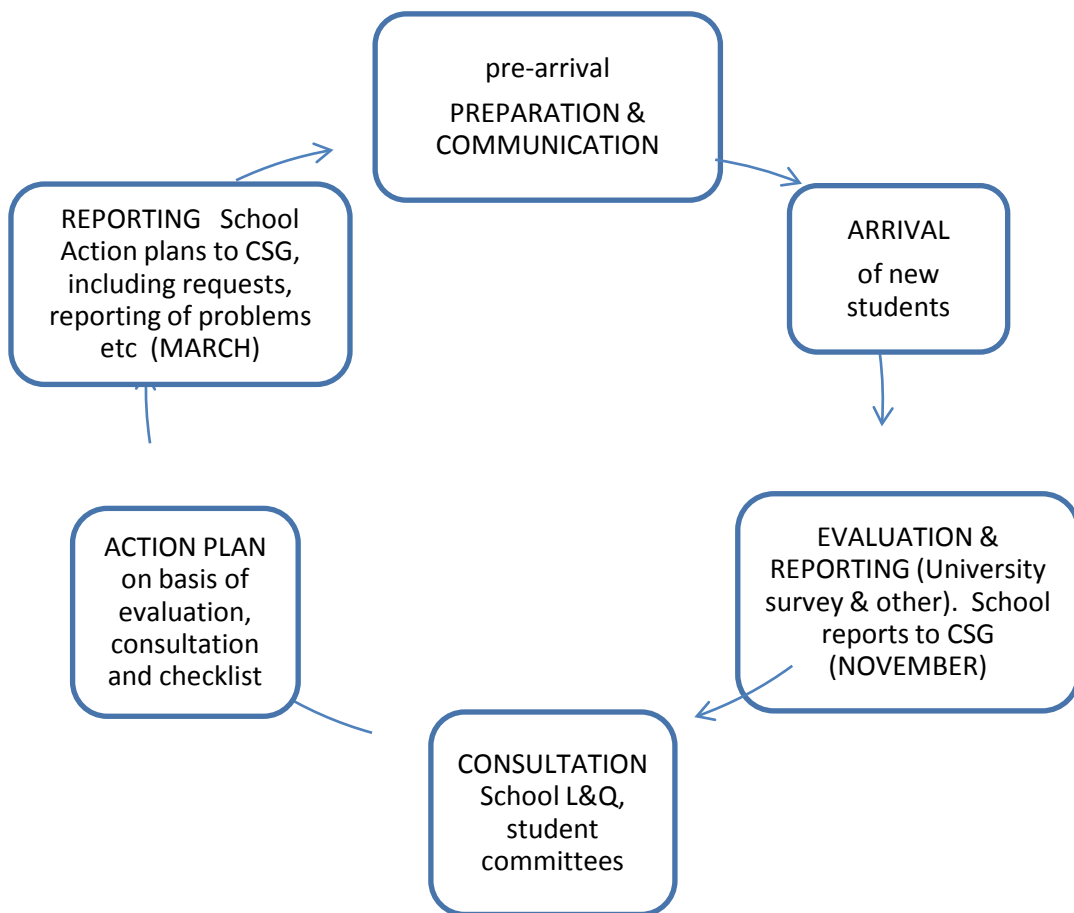 pre-arrival
PREPARATION &
COMMUNICATION
ARRIVAL
of new
students
EVALUATION &
REPORTING (University
survey & other).  School
reports to CSG
(NOVEMBER)
CONSULTATION
School L&Q,
student
committees
ACTION PLAN
on basis of
evaluation,
consultation
and checklist
REPORTING   School
Action plans to CSG,
including requests,
reporting of problems
etc  (MARCH)